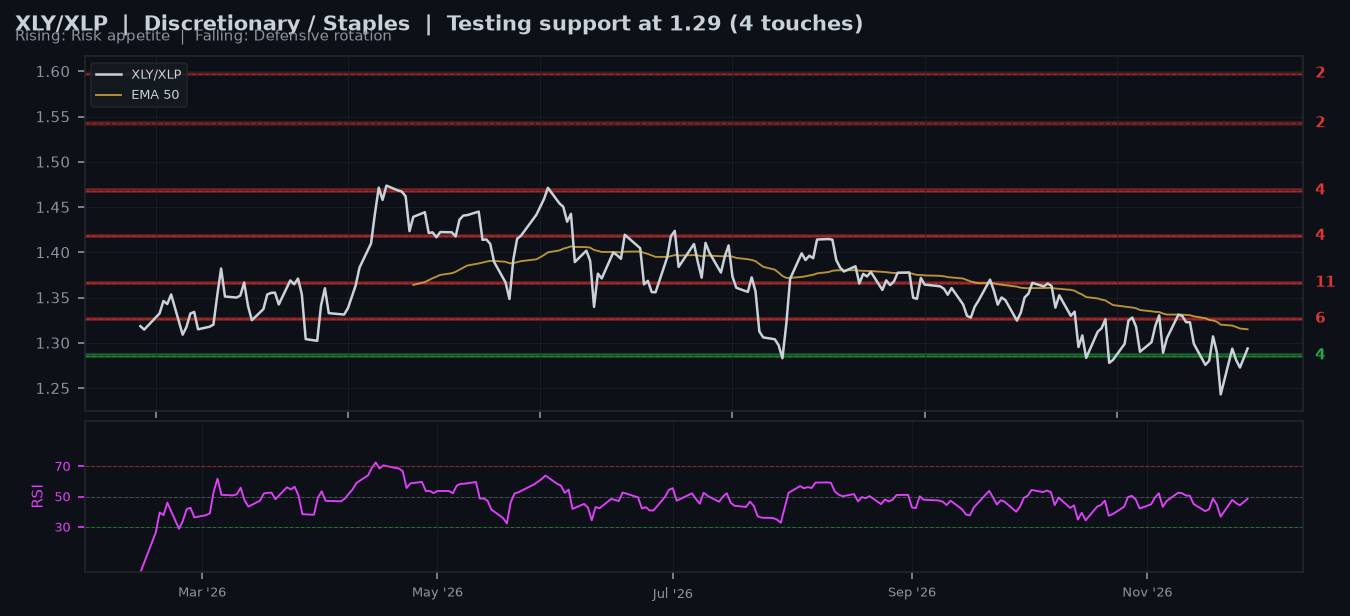 XLY/XLP | Discretionary / Staples | Testing support at 1.29 (4 touches)
Rising: Risk appetite | Falling: Defensive rotation
XLY/XLP
EMA 50
1.60
1.55
1.50
1.45
1.40
1.35
1.30
1.25
2
2
4
4
11
6
4
RSI
70
50
30
Mar '26
May '26
Jul '26
Sep '26
Nov '26